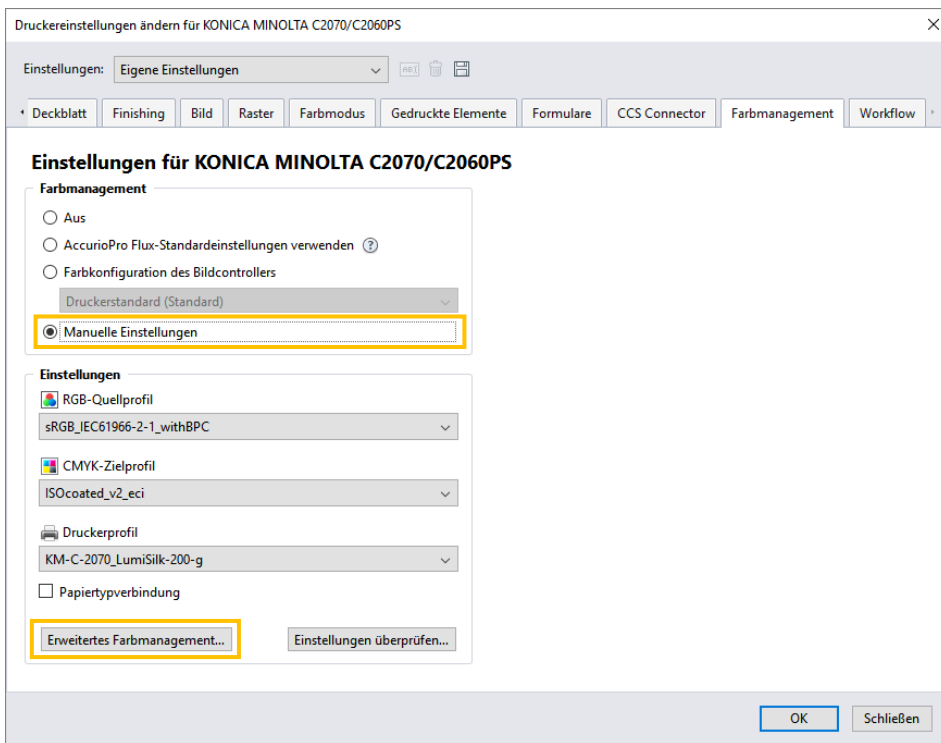 Druckereinstellungen ändern für KONICA MINOLTA C2070/C2060PS
Einstellungen: Eigene Einstellungen
Deckblatt Finishing Bild Raster Farbmodus Gedruckte Elemente Formulare CCS Connector Farbmanagement Workflow
Einstellungen für KONICA MINOLTA C2070/C2060PS
Farbmanagement
Aus
AccurioPro Flux-Standardeinstellungen verwenden ?
Farbkonfiguration des Bildcontrollers
Druckerstandard (Standard)
Manuelle Einstellungen
Einstellungen
RGB-Quellprofil
sRGB_IEC61966-2-1_withBPC
CMYK-Zielprofil
ISOcoated_v2_eci
Druckerprofil
KM-C-2070_LumiSilk-200-g
Papiertypverbindung
Erweitertes Farbmanagement... Einstellungen überprüfen...
OK Schließen